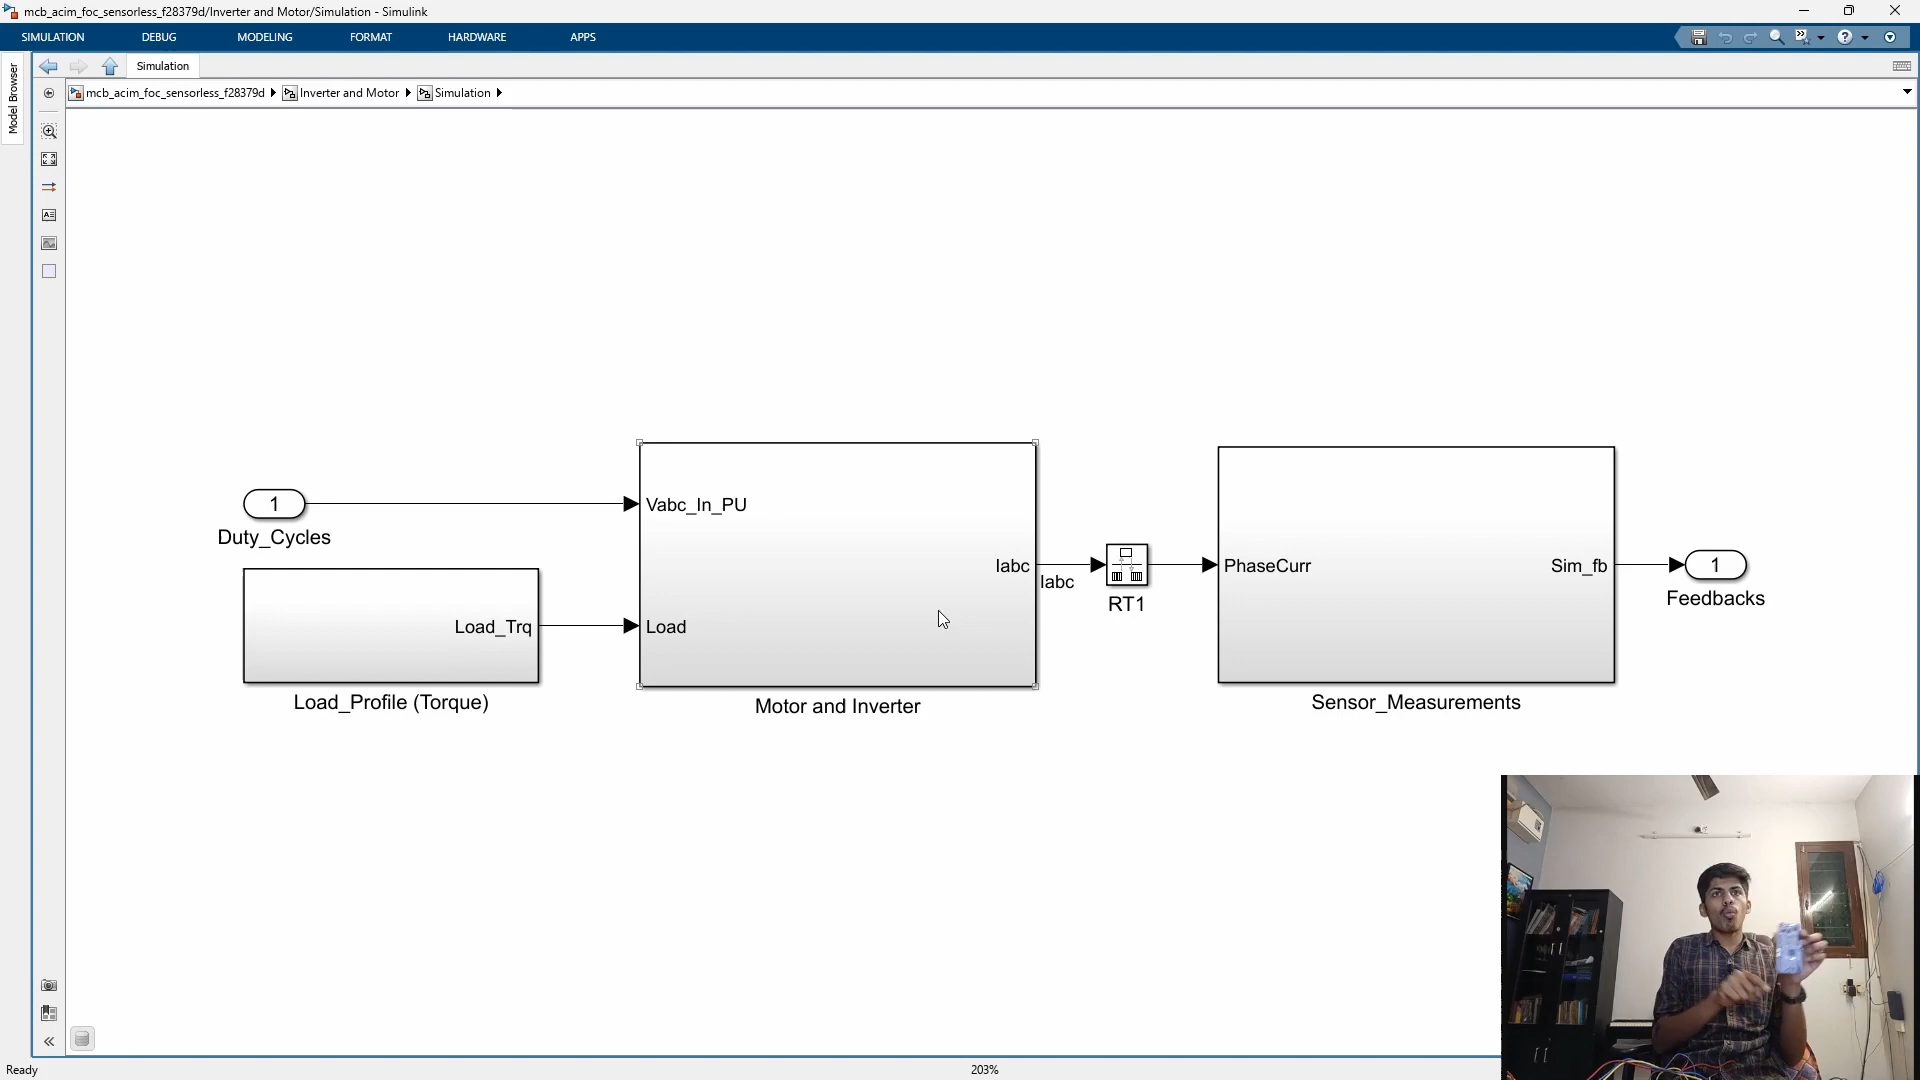 mcb_acim_foc_sensorless_f28379d/Inverter and Motor/Simulation - Simulink
SIMULATION DEBUG MODELING FORMAT HARDWARE APPS
Model Browser
Simulation
mcb_acim_foc_sensorless_f28379d Inverter and Motor Simulation
1
Duty_Cycles
Load_Trq
Load_Profile (Torque)
Vabc_In_PU
Load
Iabc
Motor and Inverter
Iabc
RT1
PhaseCurr
Sim_fb
Sensor_Measurements
1
Feedbacks
Ready
203%